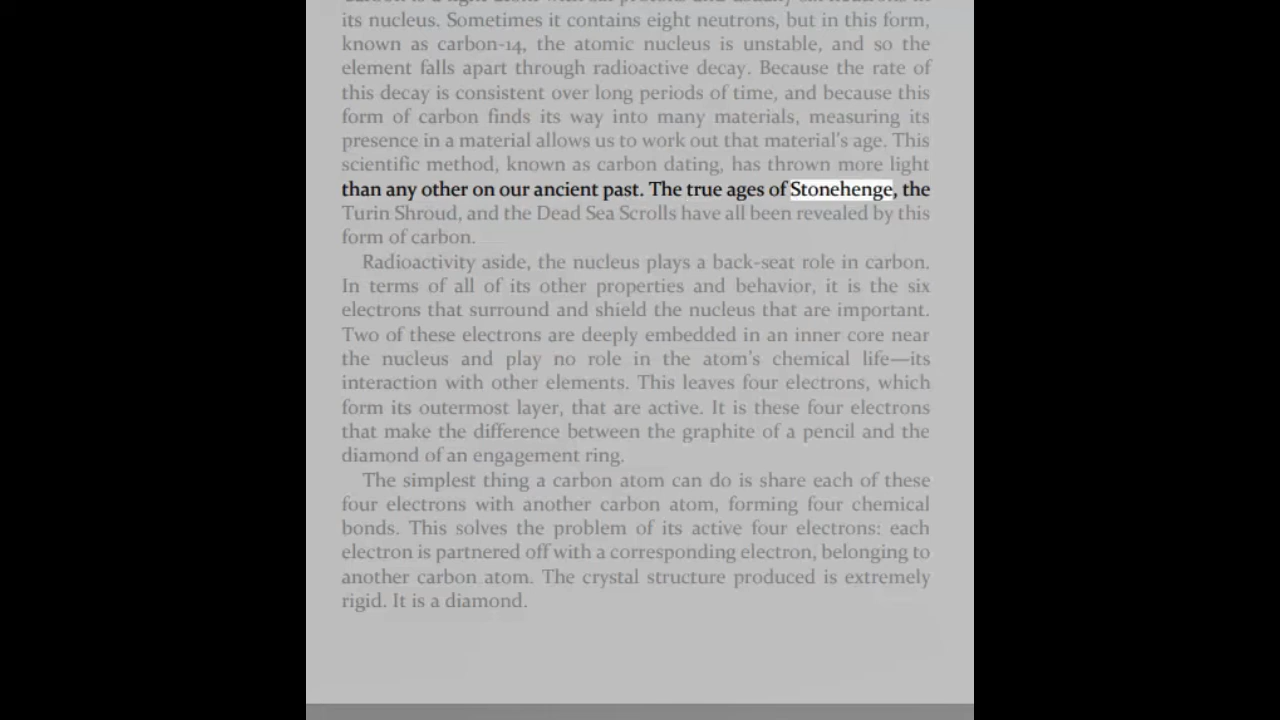 its nucleus. Sometimes it contains eight neutrons, but in this form,
known as carbon-14, the atomic nucleus is unstable, and so the
element falls apart through radioactive decay. Because the rate of
this decay is consistent over long periods of time, and because this
form of carbon finds its way into many materials, measuring its
presence in a material allows us to work out that material's age. This
scientific method, known as carbon dating, has thrown more light
than any other on our ancient past. The true ages of Stonehenge, the
Turin Shroud, and the Dead Sea Scrolls have all been revealed by this
form of carbon.
Radioactivity aside, the nucleus plays a back-seat role in carbon.
In terms of all of its other properties and behavior, it is the six
electrons that surround and shield the nucleus that are important.
Two of these electrons are deeply embedded in an inner core near
the nucleus and play no role in the atom's chemical life—its
interaction with other elements. This leaves four electrons, which
form its outermost layer, that are active. It is these four electrons
that make the difference between the graphite of a pencil and the
diamond of an engagement ring.
The simplest thing a carbon atom can do is share each of these
four electrons with another carbon atom, forming four chemical
bonds. This solves the problem of its active four electrons: each
electron is partnered off with a corresponding electron, belonging to
another carbon atom. The crystal structure produced is extremely
rigid. It is a diamond.